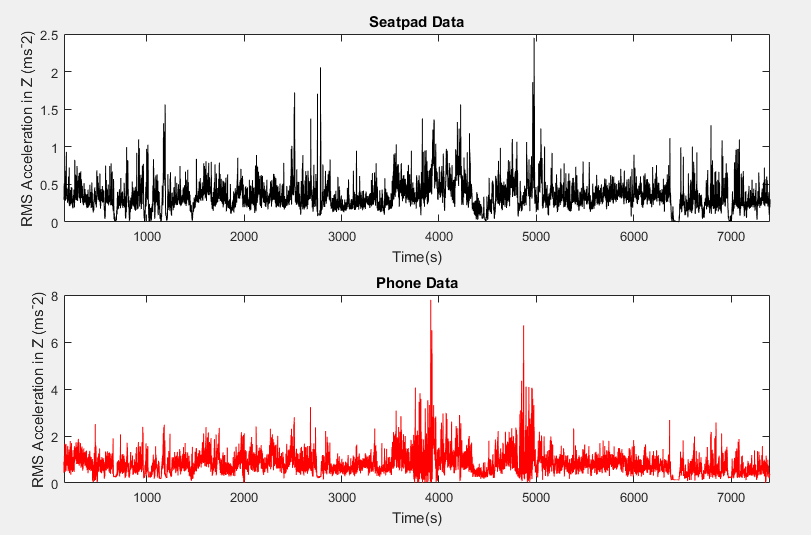 Seatpad Data
2.5
2
1.5
1
0.5
0
RMS Acceleration in Z (ms-2)
1000 2000 3000 4000 5000 6000 7000
Time(s)
Phone Data
8
6
4
2
0
RMS Acceleration in Z (ms-2)
1000 2000 3000 4000 5000 6000 7000
Time(s)